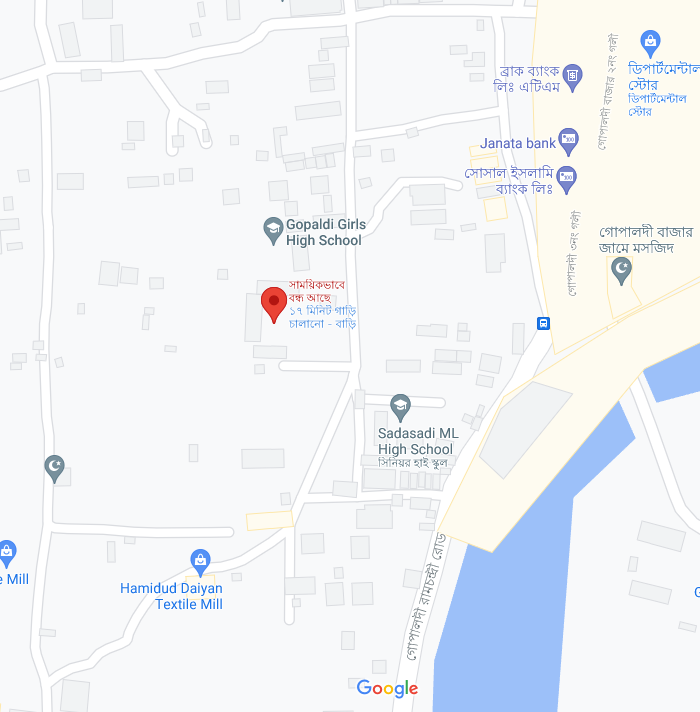 ব্রাক ব্যাংক
লিঃ এটিএম
গোপালদী বাজার ২নং গলী
ডিপার্টমেন্টাল
স্টোর
ডিপার্টমেন্টাল
স্টোর
Janata bank
সোসাল ইসলামি
ব্যাংক লিঃ
Gopaldi Girls
High School
গোপালদী ৩নং গলী
গোপালদী বাজার
জামে মসজিদ
সাময়িকভাবে
বন্ধ আছে
১৭ মিনিট গাড়ি
চালানো - বাড়ি
Sadasadi ML
High School
সিনিয়র হাই স্কুল
e Mill
Hamidud Daiyan
Textile Mill
গোপালদী রামচন্দ্রী রোড
G
Google